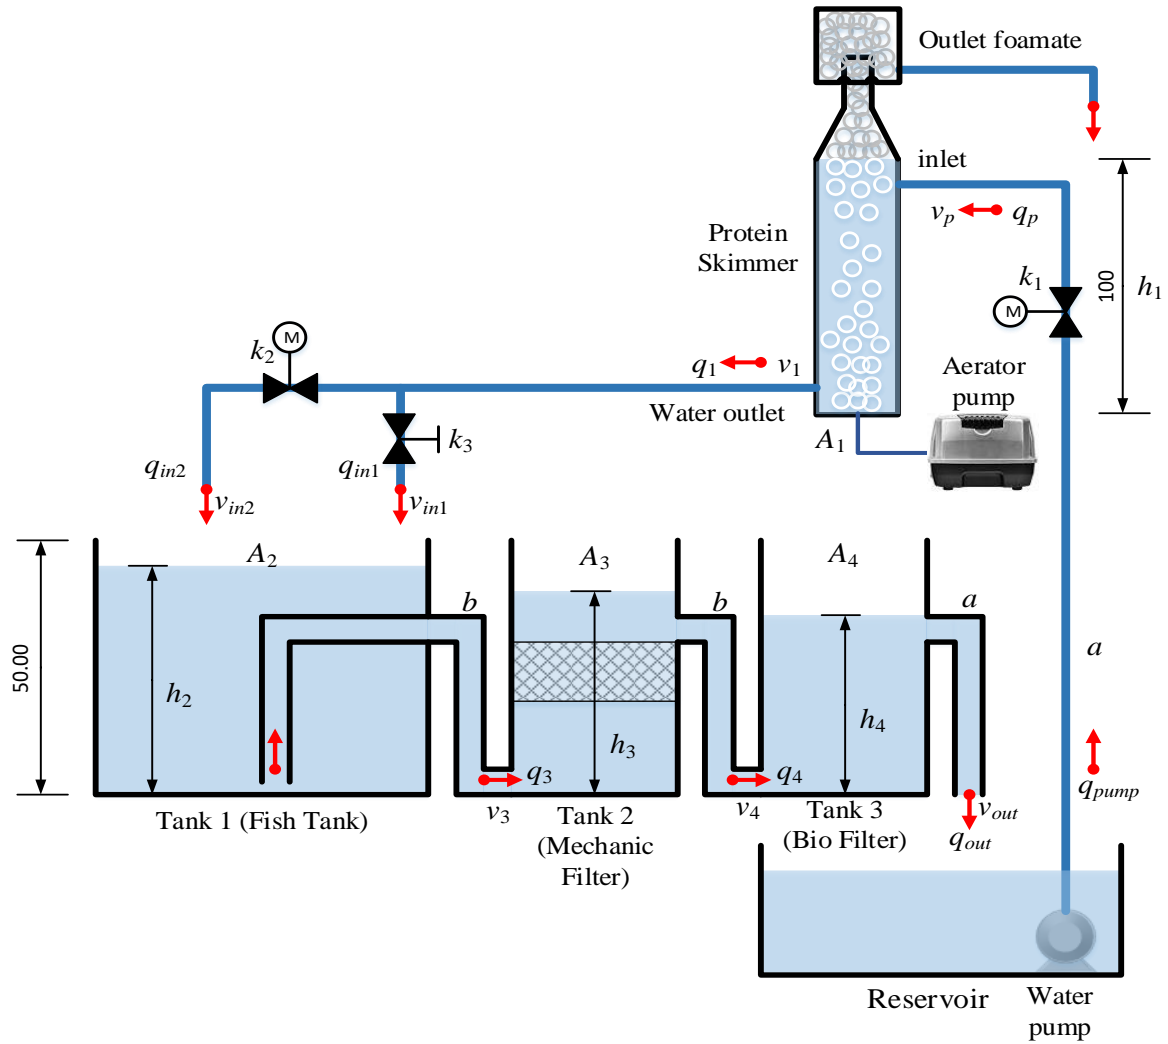 Outlet foamate
inlet
v_p
q_p
Protein
Skimmer
k_1
100
h_1
M
M
k_2
q_1
v_1
Aerator
pump
Water outlet
k_3
A_1
q_in2
q_in1
v_in2
v_in1
A_2
A_3
A_4
b
b
a
a
50.00
h_2
h_3
h_4
q_3
q_4
v_3
v_4
v_out
q_out
q_pump
Tank 1 (Fish Tank)
Tank 2
(Mechanic
Filter)
Tank 3
(Bio Filter)
Reservoir
Water
pump